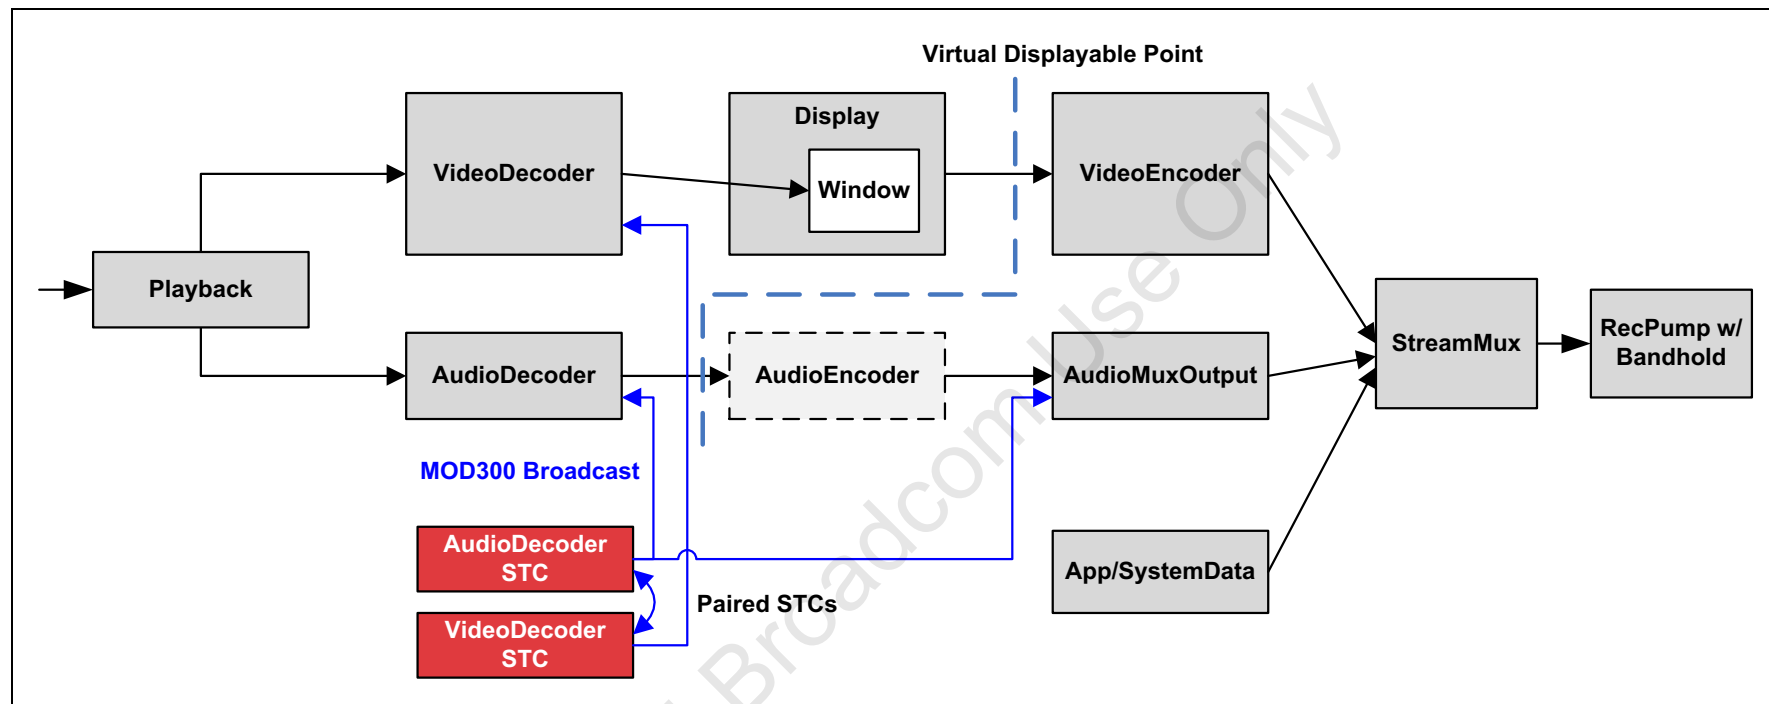 Virtual Displayable Point
Display
VideoDecoder
Window
VideoEncoder
Playback
AudioDecoder
AudioEncoder
AudioMuxOutput
StreamMux
RecPump w/
Bandhold
MOD300 Broadcast
AudioDecoder
STC
Paired STCs
VideoDecoder
STC
App/SystemData
Broadcom Use Only